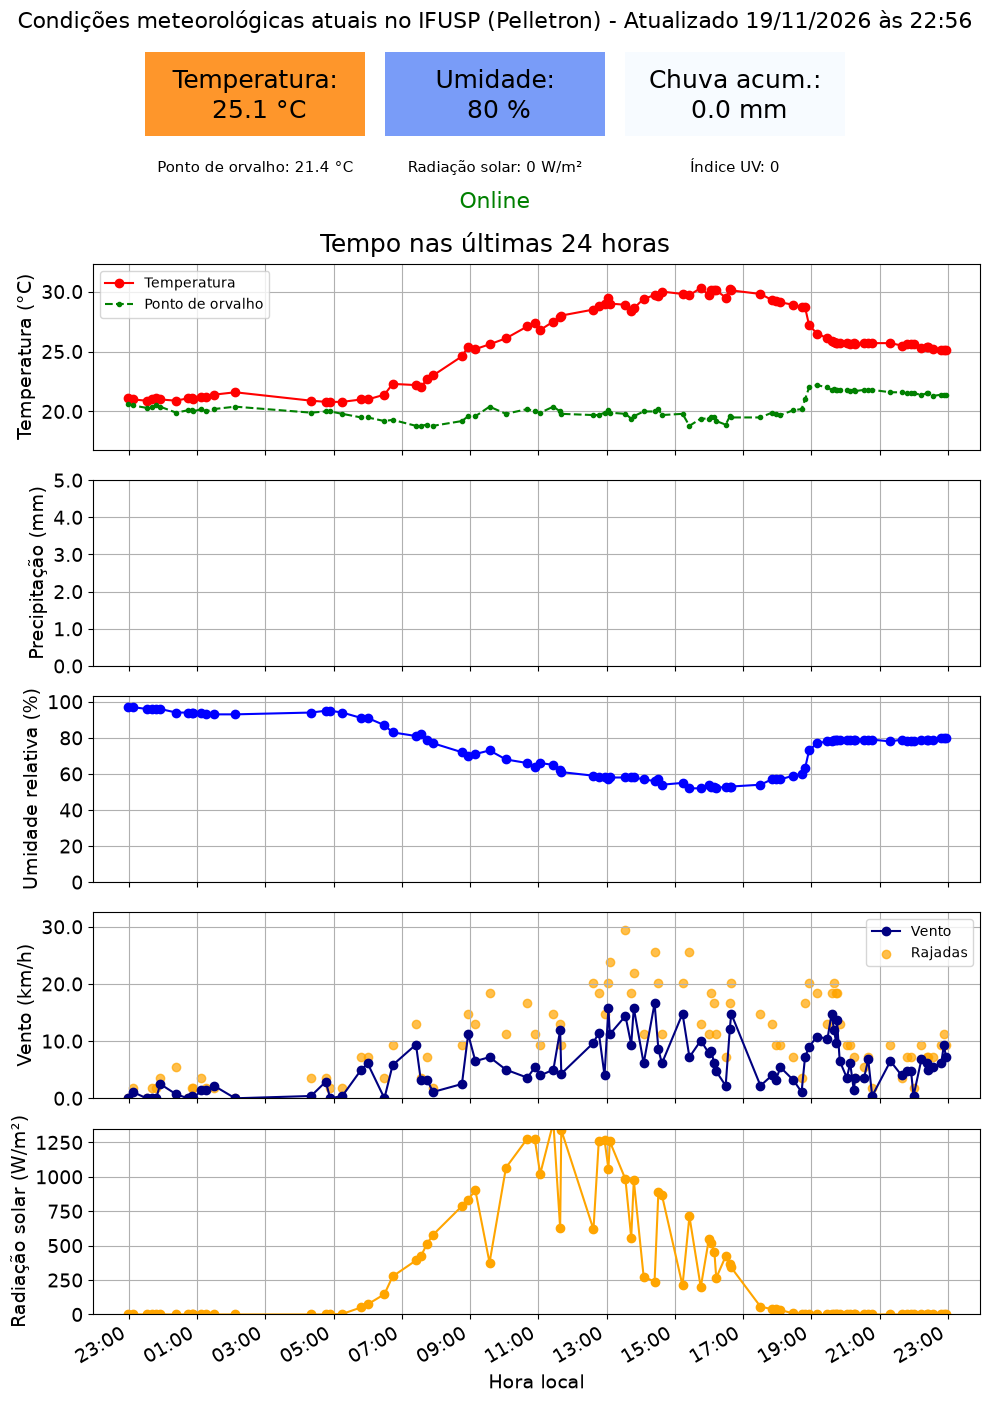 Condições meteorológicas atuais no IFUSP (Pelletron) - Atualizado 19/11/2026 às 22:56
Temperatura:
25.1 °C
Umidade:
80 %
Chuva acum.:
0.0 mm
Ponto de orvalho: 21.4 °C
Radiação solar: 0 W/m²
Índice UV: 0
Online
Tempo nas últimas 24 horas
Temperatura (°C)
30.0
25.0
20.0
Temperatura
Ponto de orvalho
Precipitação (mm)
5.0
4.0
3.0
2.0
1.0
0.0
Umidade relativa (%)
100
80
60
40
20
0
Vento (km/h)
30.0
20.0
10.0
0.0
Vento
Rajadas
Radiação solar (W/m²)
1250
1000
750
500
250
0
23:00
01:00
03:00
05:00
07:00
09:00
11:00
13:00
15:00
17:00
19:00
21:00
23:00
Hora local